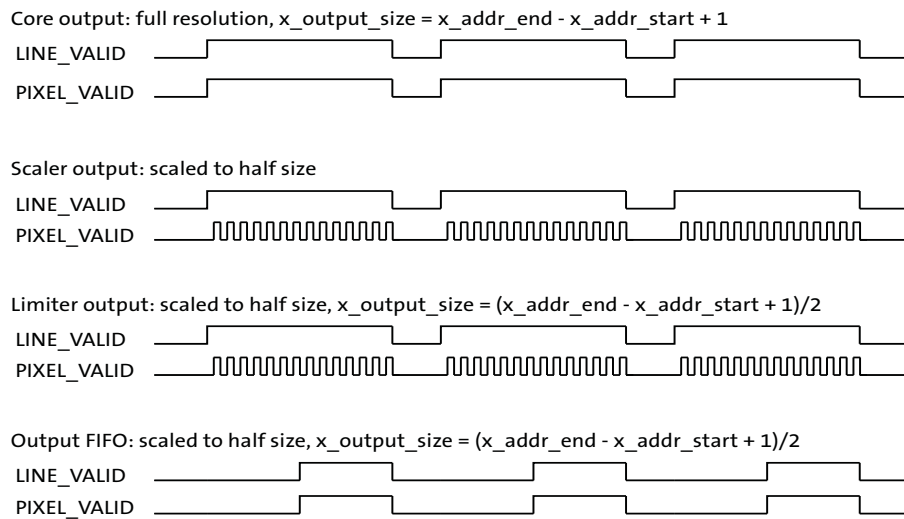 Core output: full resolution, x_output_size = x_addr_end - x_addr_start + 1
LINE_VALID
PIXEL_VALID
Scaler output: scaled to half size
LINE_VALID
PIXEL_VALID
Limiter output: scaled to half size, x_output_size = (x_addr_end - x_addr_start + 1)/2
LINE_VALID
PIXEL_VALID
Output FIFO: scaled to half size, x_output_size = (x_addr_end - x_addr_start + 1)/2
LINE_VALID
PIXEL_VALID